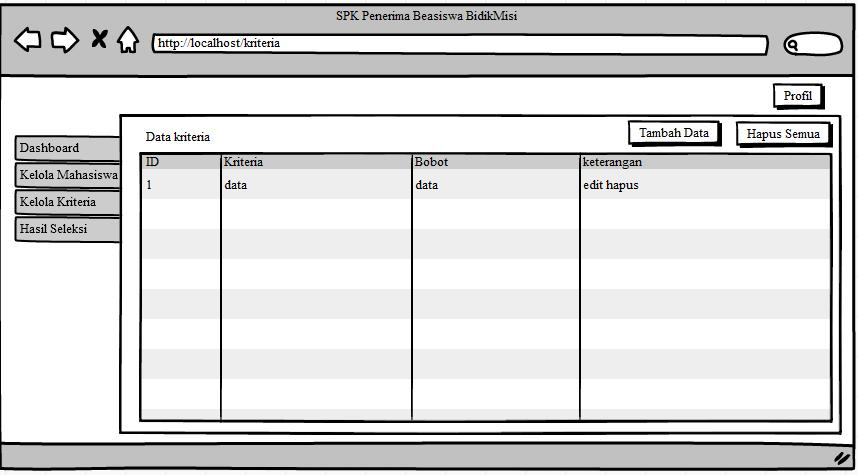 SPK Penerima Beasiswa BidikMisi
http://localhost/kriteria
Profil
Dashboard
Kelola Mahasiswa
Kelola Kriteria
Hasil Seleksi
Data kriteria
Tambah Data
Hapus Semua
ID Kriteria Bobot keterangan
1 data data edit hapus